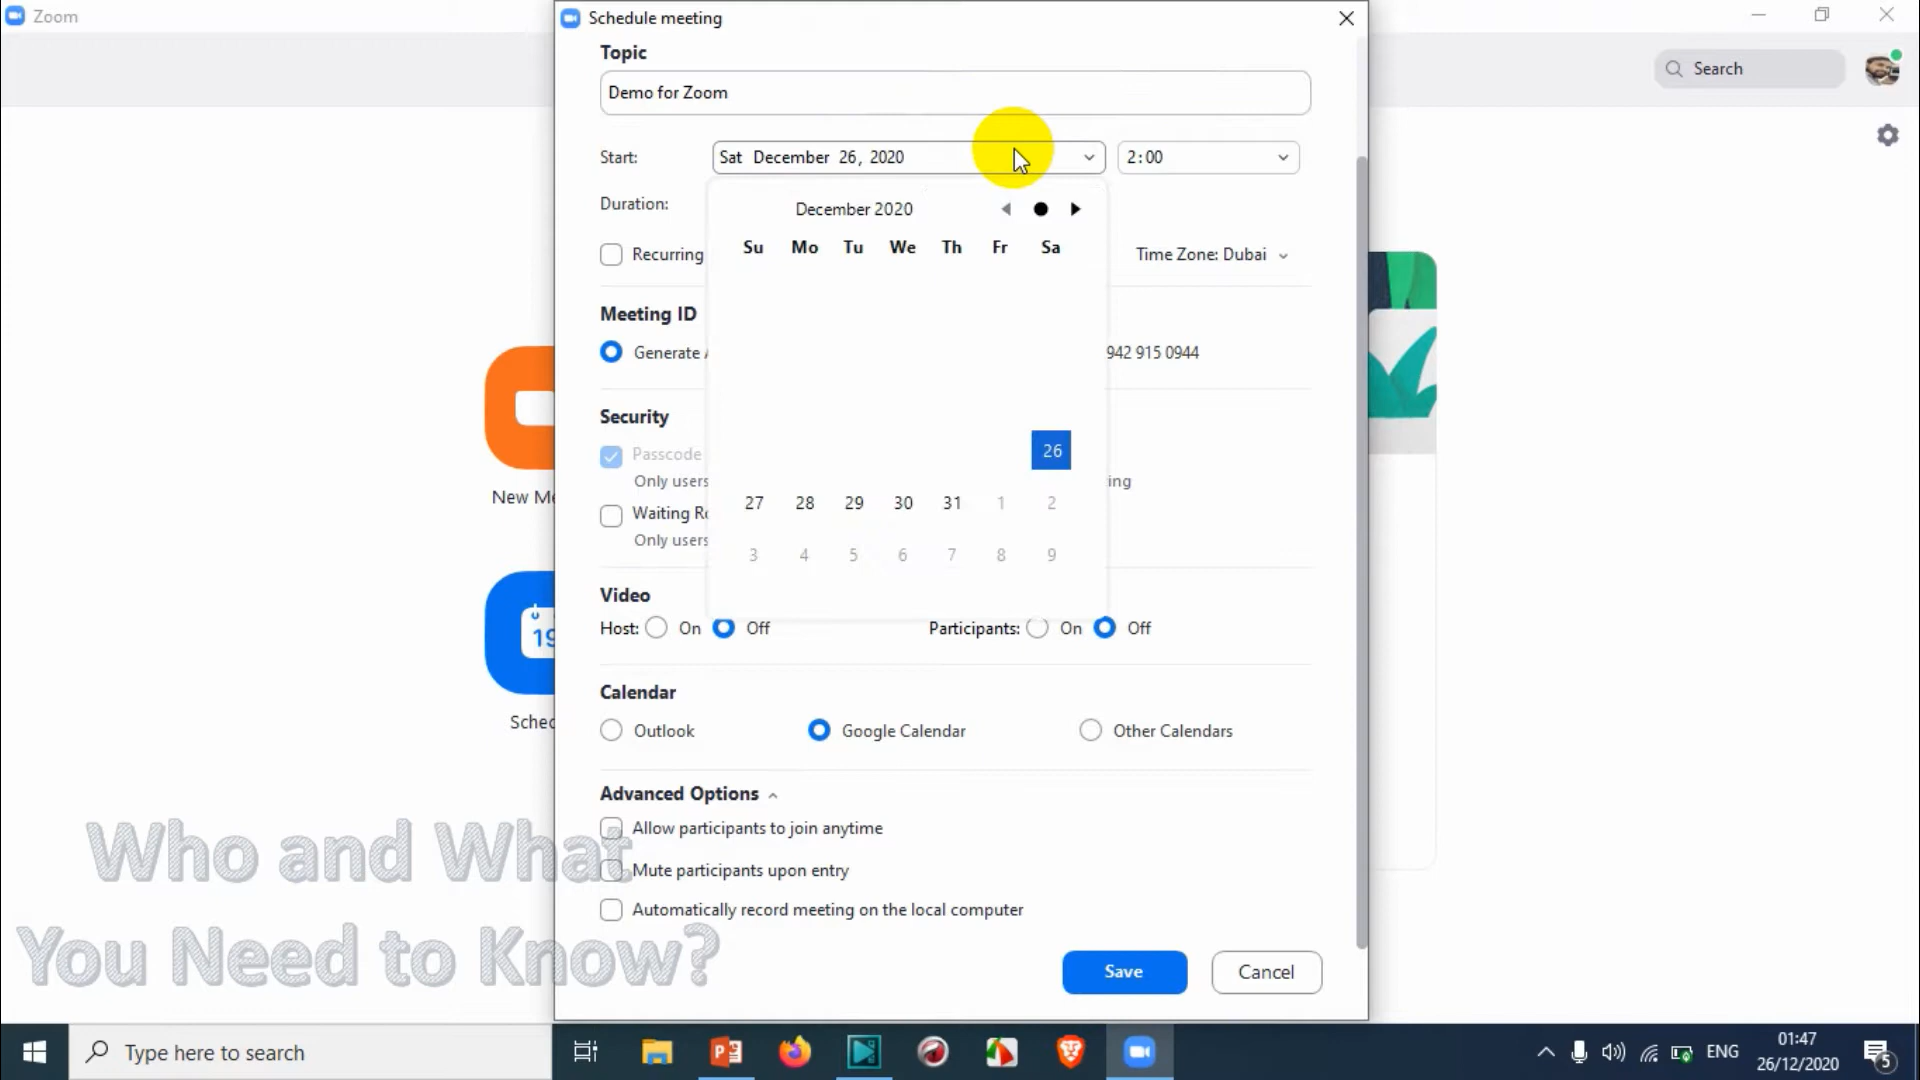 Zoom
Schedule meeting
Search
Topic
Demo for Zoom
Start:
Sat December 26, 2020
2:00
Duration:
December 2020
Su Mo Tu We Th Fr Sa
26
27 28 29 30 31 1 2
3 4 5 6 7 8 9
Recurring
Time Zone: Dubai
Meeting ID
Generate
942 915 0944
Security
Passcode
Only users
ing
Waiting
Only users
Video
Host: On Off
Participants: On Off
Calendar
Outlook
Google Calendar
Other Calendars
Advanced Options
Allow participants to join anytime
Mute participants upon entry
Automatically record meeting on the local computer
Save
Cancel
New
19
Sched
Who and What
You Need to Know?
Type here to search
ENG
01:47
26/12/2020
5